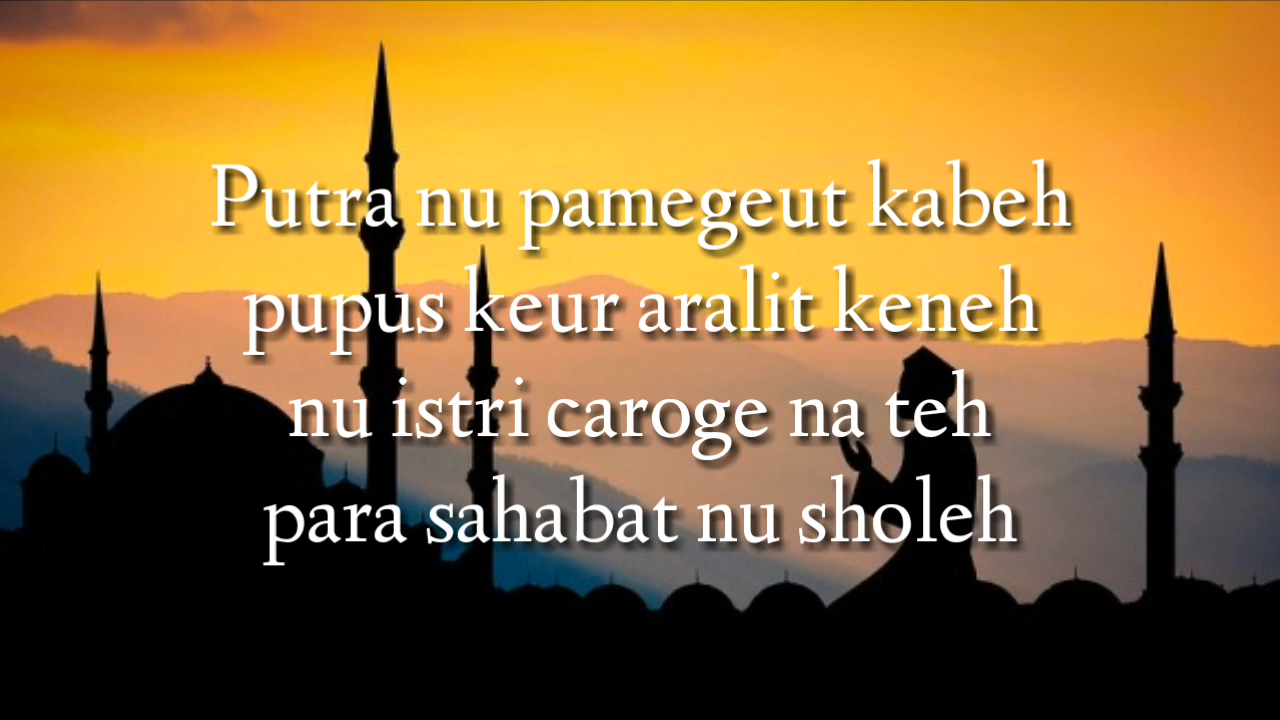 Putra nu pamegeut kabeh
pupus keur aralit keneh
nu istri caroge na teh
para sahabat nu sholeh